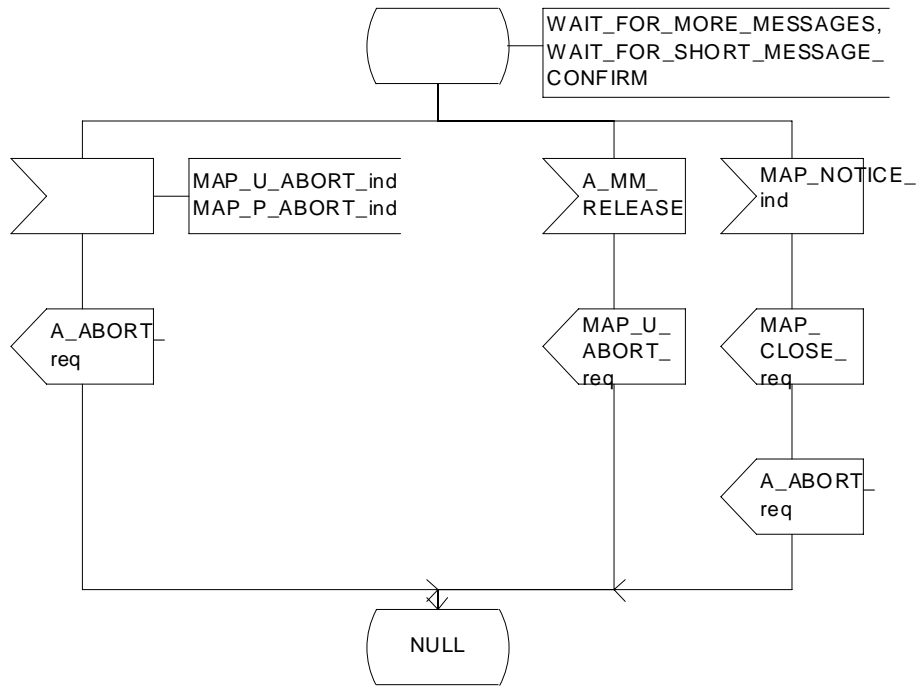 WAIT_FOR_MORE_MESSAGES,
WAIT_FOR_SHORT_MESSAGE_
CONFIRM
MAP_U_ABORT_ind
MAP_P_ABORT_ind
A_MM_
RELEASE
MAP_NOTICE_
ind
A_ABORT_
req
MAP_U_
ABORT_
req
MAP_
CLOSE_
req
A_ABORT_
req
NULL